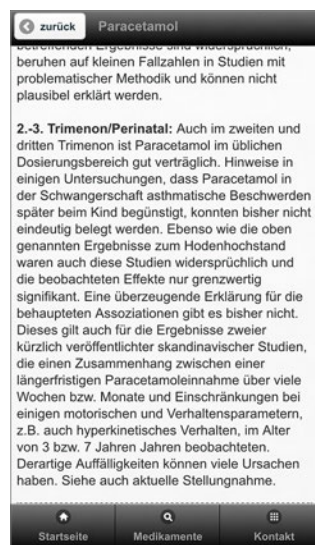 zurück Paracetamol
betreffenden Ergebnisse sind widersprüchlich,
beruhen auf kleinen Fallzahlen in Studien mit
problematischer Methodik und können nicht
plausibel erklärt werden.
2.-3. Trimenon/Perinatal: Auch im zweiten und
dritten Trimenon ist Paracetamol im üblichen
Dosierungsbereich gut verträglich. Hinweise in
einigen Untersuchungen, dass Paracetamol in
der Schwangerschaft asthmatische Beschwerden
später beim Kind begünstigt, konnten bisher nicht
eindeutig belegt werden. Ebenso wie die oben
genannten Ergebnisse zum Hodenhochstand
waren auch diese Studien widersprüchlich und
die beobachteten Effekte nur grenzwertig
signifikant. Eine überzeugende Erklärung für die
behaupteten Assoziationen gibt es bisher nicht.
Dieses gilt auch für die Ergebnisse zweier
kürzlich veröffentlichter skandinavischer Studien,
die einen Zusammenhang zwischen einer
längerfristigen Paracetamoleinnahme über viele
Wochen bzw. Monate und Einschränkungen bei
einigen motorischen und Verhaltensparametern,
z.B. auch hyperkinetisches Verhalten, im Alter
von 3 bzw. 7 Jahren Jahren beobachteten.
Derartige Auffälligkeiten können viele Ursachen
haben. Siehe auch aktuelle Stellungnahme.
Startseite Medikamente Kontakt